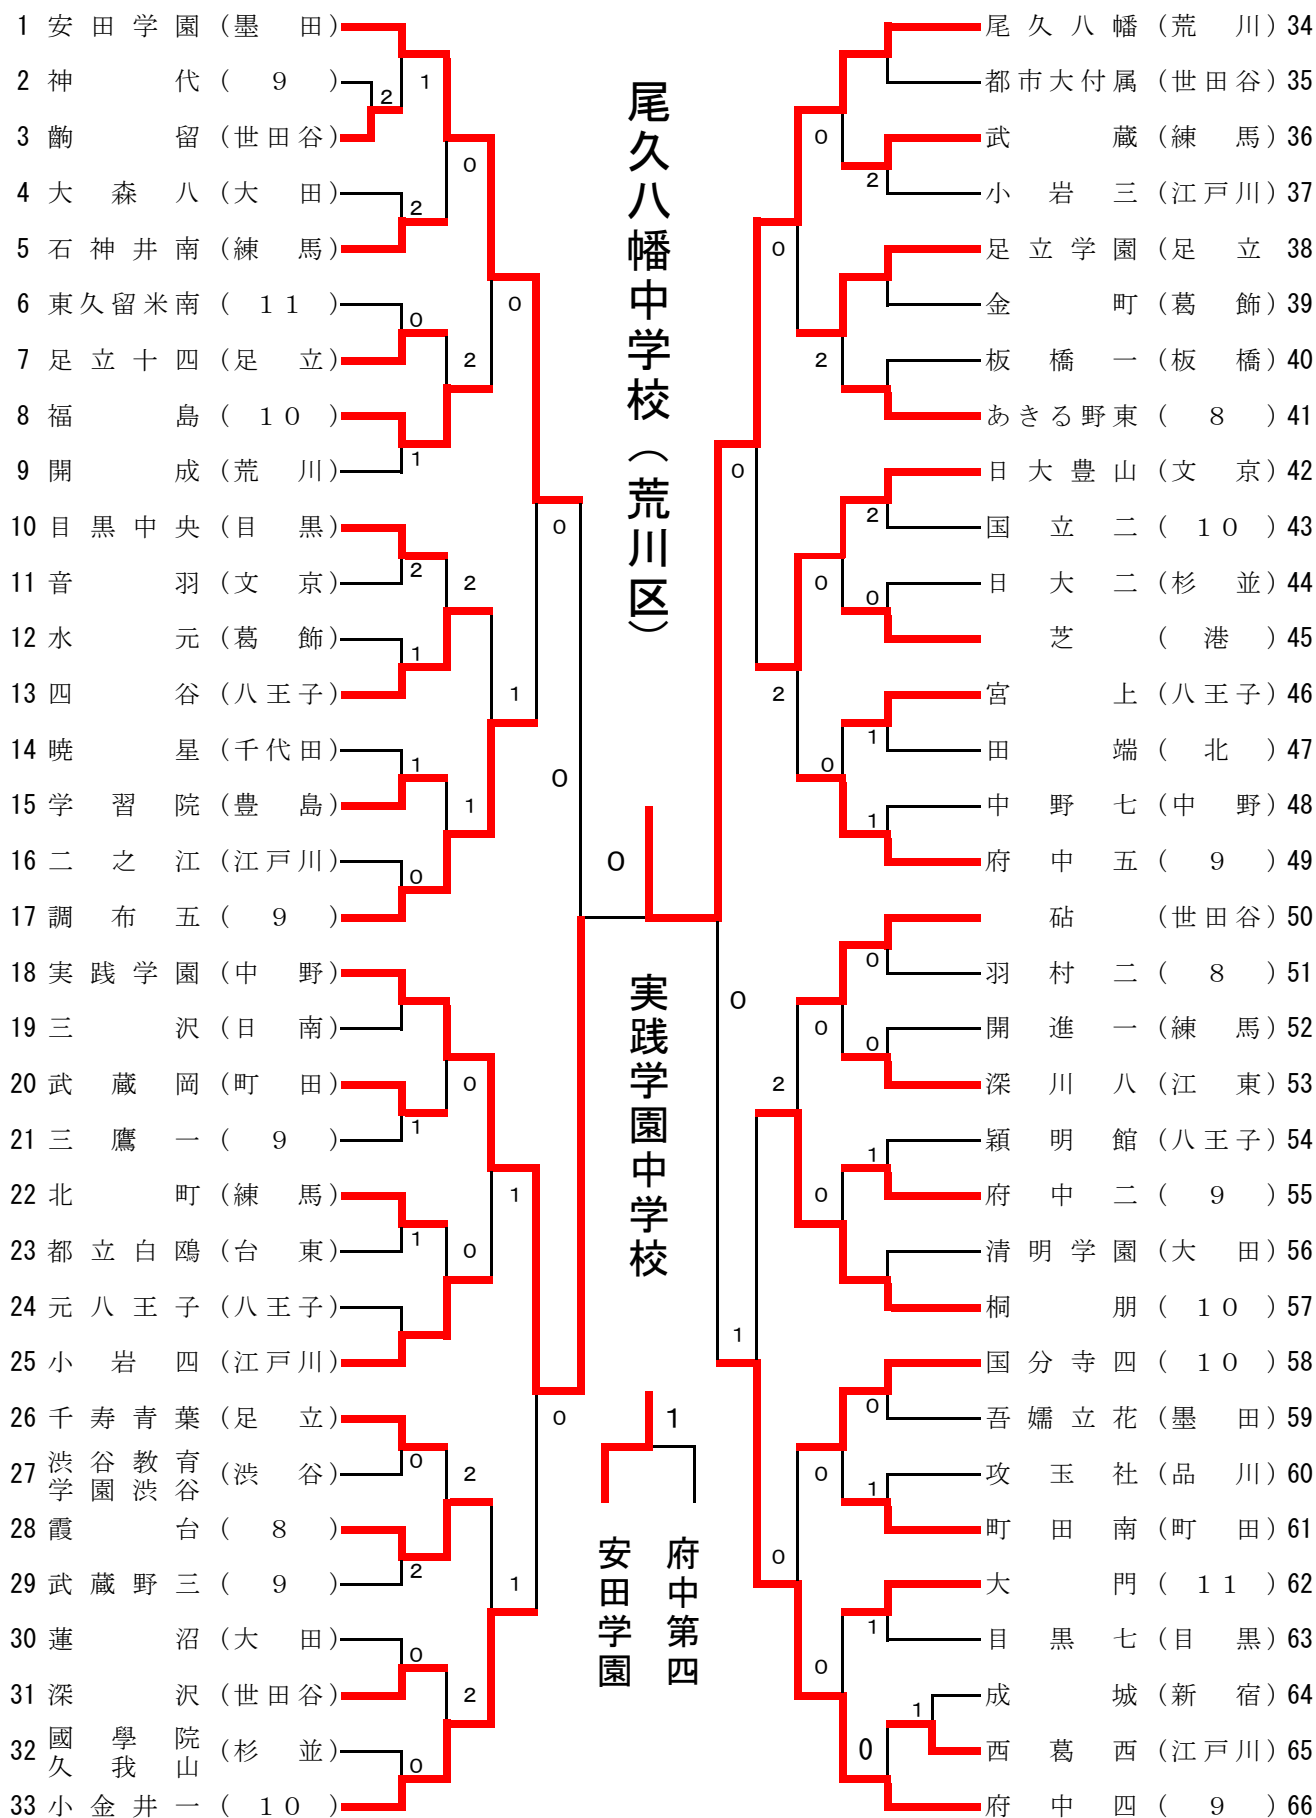 1 安田学園 (墨田)
2 神代 (9)
3 齣留 (世田谷)
4 大森八 (大田)
5 石神井南 (練馬)
6 東久留米南 (11)
7 足立十四 (足立)
8 福島 (10)
9 開成 (荒川)
10 目黒中央 (目黒)
11 音羽 (文京)
12 水元 (葛飾)
13 四谷 (八王子)
14 暁星 (千代田)
15 学習院 (豊島)
16 二之江 (江戸川)
17 調布五 (9)
18 実践学園 (中野)
19 三沢 (日南)
20 武蔵岡 (町田)
21 三鷹一 (9)
22 北町 (練馬)
23 都立白鴎 (台東)
24 元八王子 (八王子)
25 小岩四 (江戸川)
26 千寿青葉 (足立)
27 渋谷教育学園渋谷 (渋谷)
28 霞台 (8)
29 武蔵野三 (9)
30 蓮沼 (大田)
31 深沢 (世田谷)
32 國學院久我山 (杉並)
33 小金井一 (10)
2
1
2
0
0
1
0
2
0
2
1
2
1
1
0
1
1
0
0
1
0
1
0
1
0
2
2
1
0
0
2
0
0
尾久八幡中学校(荒川区)
0
実践学園中学校
1
安田学園
府中第四
0
2
0
2
0
2
0
0
0
2
1
0
1
0
0
0
0
2
1
0
1
0
0
1
0
1
0
1
0
尾久八幡 (荒川) 34
都市大付属 (世田谷) 35
武蔵 (練馬) 36
小岩三 (江戸川) 37
足立学園 (足立 38
金町 (葛飾) 39
板橋一 (板橋) 40
あきる野東 (8) 41
日大豊山 (文京) 42
国立二 (10) 43
日大二 (杉並) 44
芝 (港) 45
宮上 (八王子) 46
田端 (北) 47
中野七 (中野) 48
府中五 (9) 49
砧 (世田谷) 50
羽村二 (8) 51
開進一 (練馬) 52
深川八 (江東) 53
穎明館 (八王子) 54
府中二 (9) 55
清明学園 (大田) 56
桐朋 (10) 57
国分寺四 (10) 58
吾嬬立花 (墨田) 59
攻玉社 (品川) 60
町田南 (町田) 61
大門 (11) 62
目黒七 (目黒) 63
成城 (新宿) 64
西葛西 (江戸川) 65
府中四 (9) 66